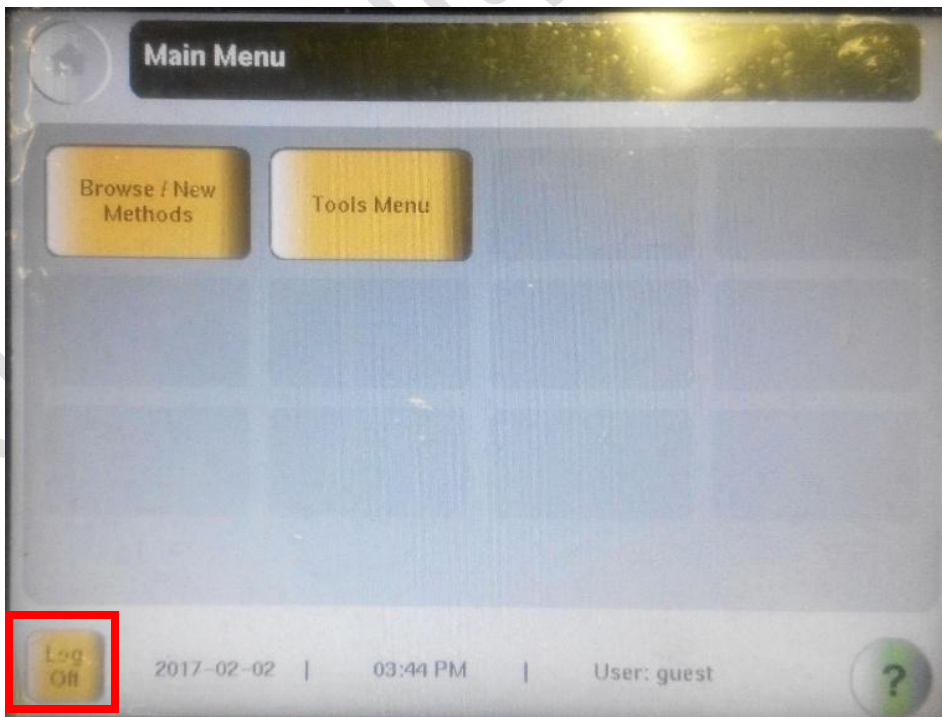 Main Menu
Browse / New
Methods
Tools Menu
Log
Off
2017-02-02 | 03:44 PM | User: guest
?